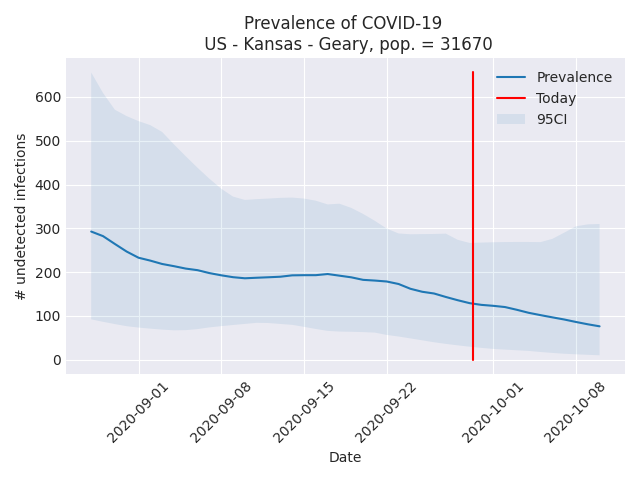 Prevalence of COVID-19
US - Kansas - Geary, pop. = 31670
Prevalence
Today
95CI
# undetected infections
600
500
400
300
200
100
0
2020-09-01
2020-09-08
2020-09-15
2020-09-22
2020-10-01
2020-10-08
Date